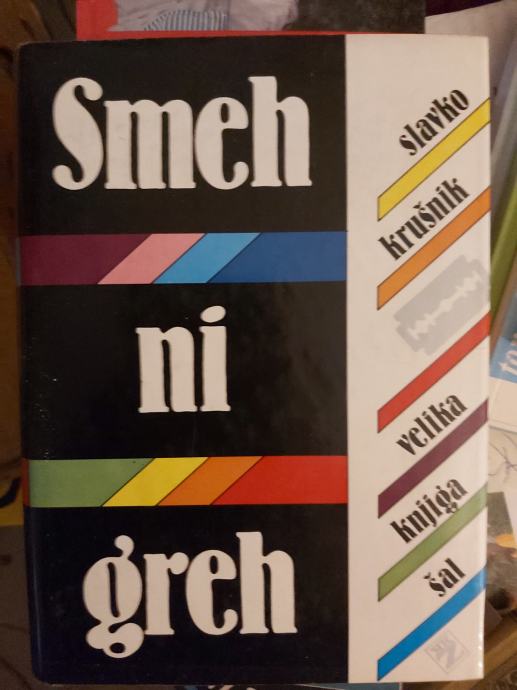 Smeh
ni
greh
slavko
krušnik
velika
knjiga
šal